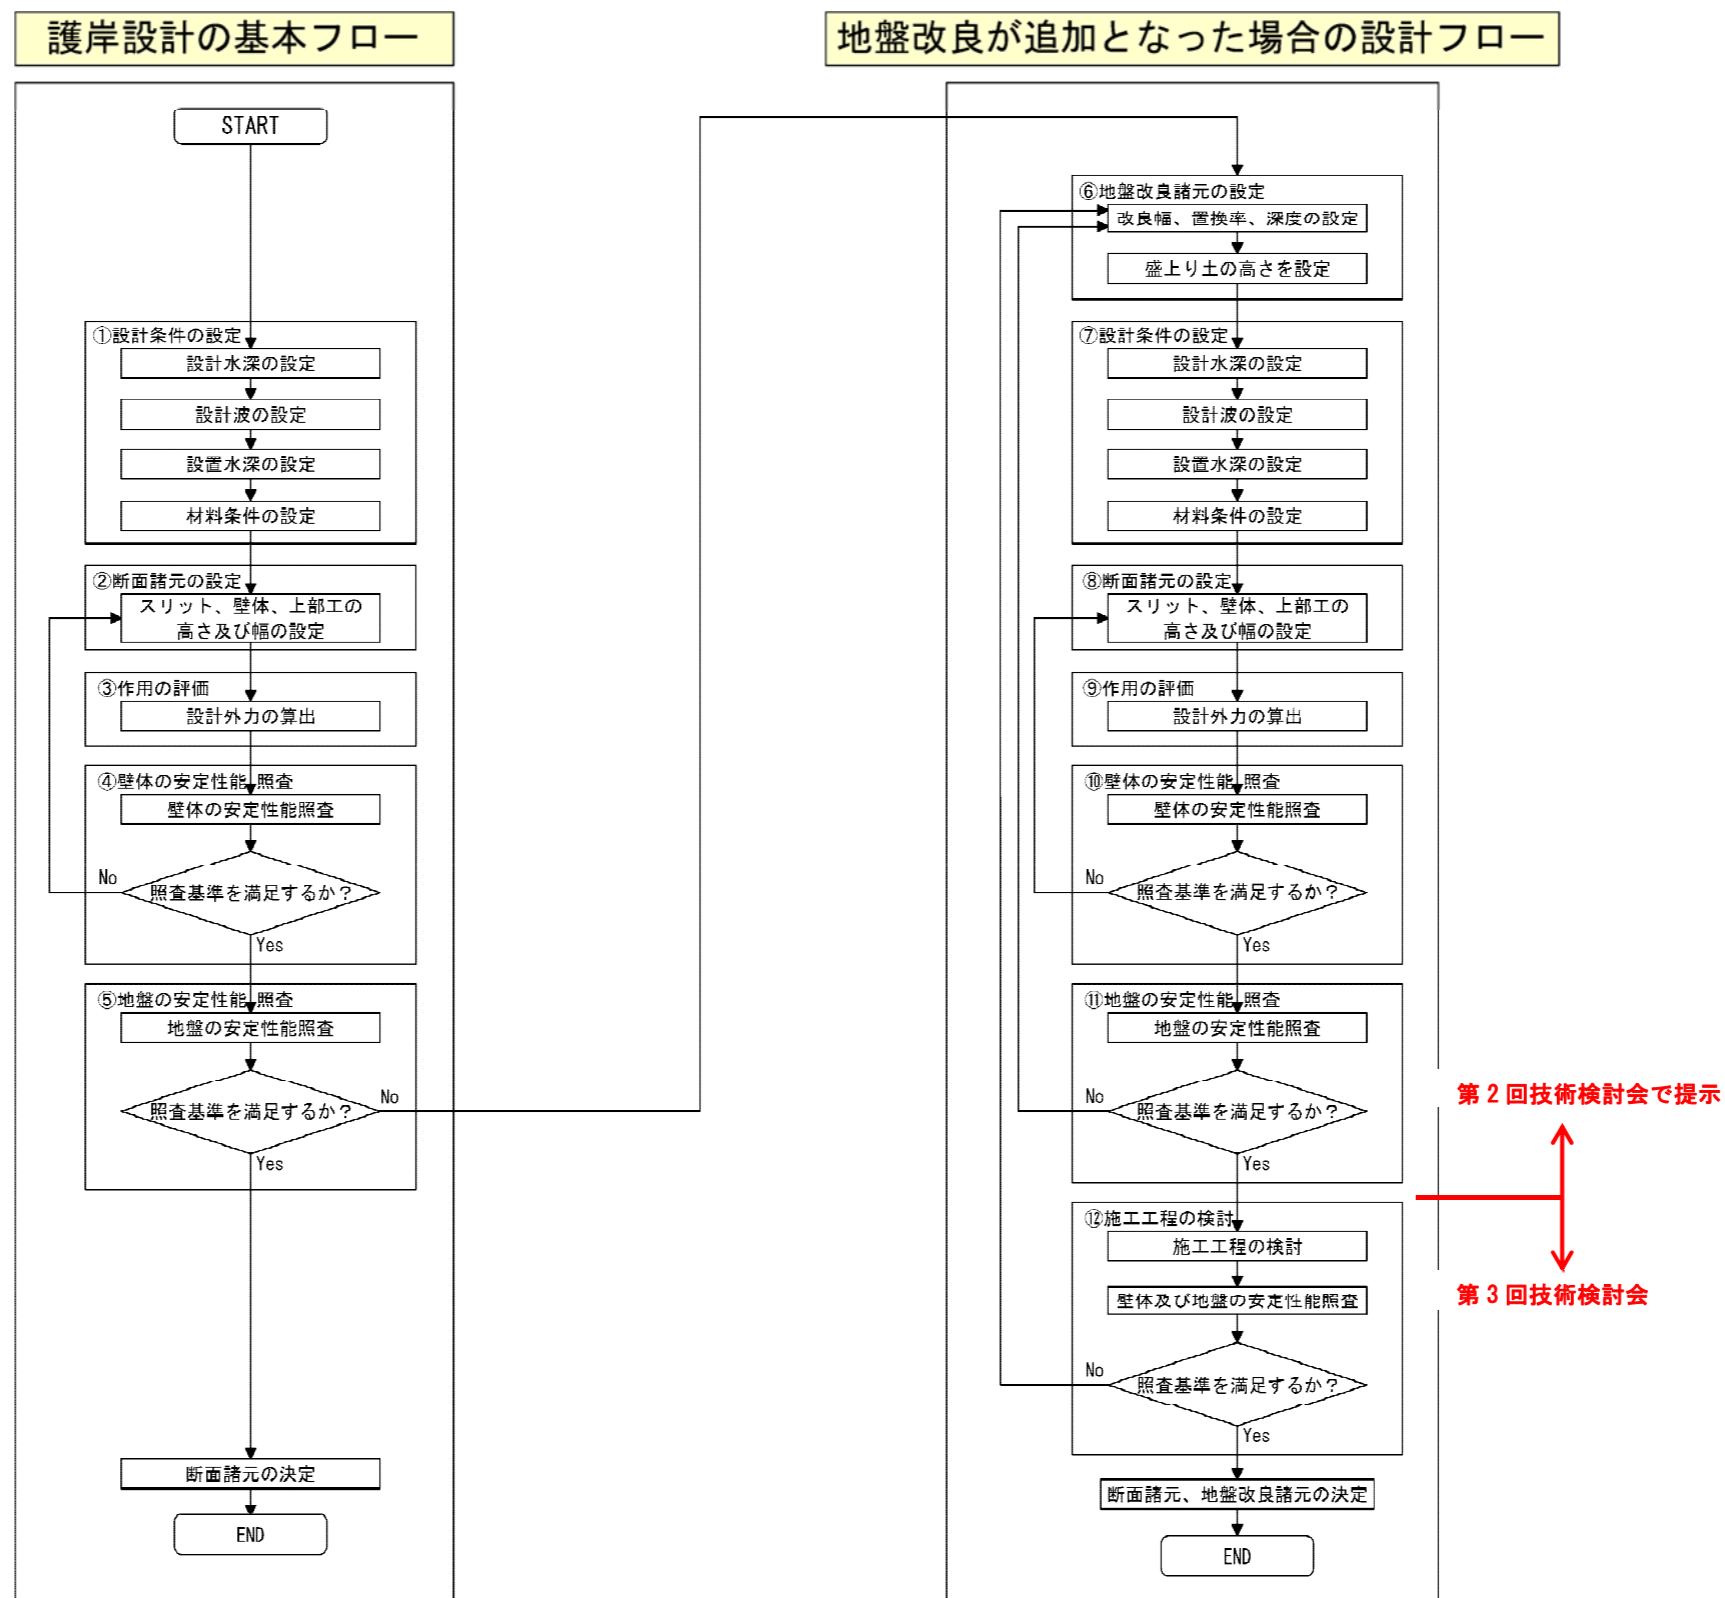 護岸設計の基本フロー
START
①設計条件の設定
設計水深の設定
設計波の設定
設置水深の設定
材料条件の設定
②断面諸元の設定
スリット、壁体、上部工の
高さ及び幅の設定
③作用の評価
設計外力の算出
④壁体の安定性能照査
壁体の安定性能照査
照査基準を満足するか？
No
Yes
⑤地盤の安定性能照査
地盤の安定性能照査
照査基準を満足するか？
No
Yes
断面諸元の決定
END
地盤改良が追加となった場合の設計フロー
⑥地盤改良諸元の設定
改良幅、置換率、深度の設定
盛上り土の高さを設定
⑦設計条件の設定
設計水深の設定
設計波の設定
設置水深の設定
材料条件の設定
⑧断面諸元の設定
スリット、壁体、上部工の
高さ及び幅の設定
⑨作用の評価
設計外力の算出
⑩壁体の安定性能照査
壁体の安定性能照査
照査基準を満足するか？
No
Yes
⑪地盤の安定性能照査
地盤の安定性能照査
照査基準を満足するか？
No
Yes
第2回技術検討会で提示
第3回技術検討会
⑫施工工程の検討
施工工程の検討
壁体及び地盤の安定性能照査
照査基準を満足するか？
No
Yes
断面諸元、地盤改良諸元の決定
END